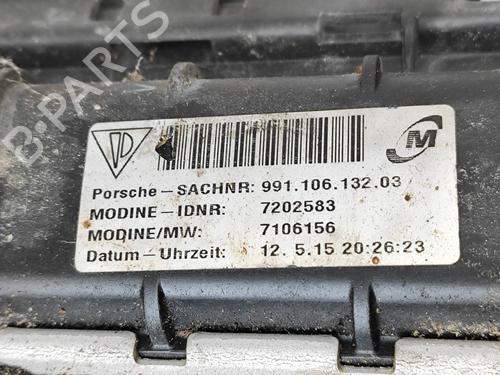 B-PARTS
M
Porsche–SACHNR: 991.106.132.03
MODINE–IDNR: 7202583
MODINE/MW: 7106156
Datum–Uhrzeit: 12. 5.15 20:26:23